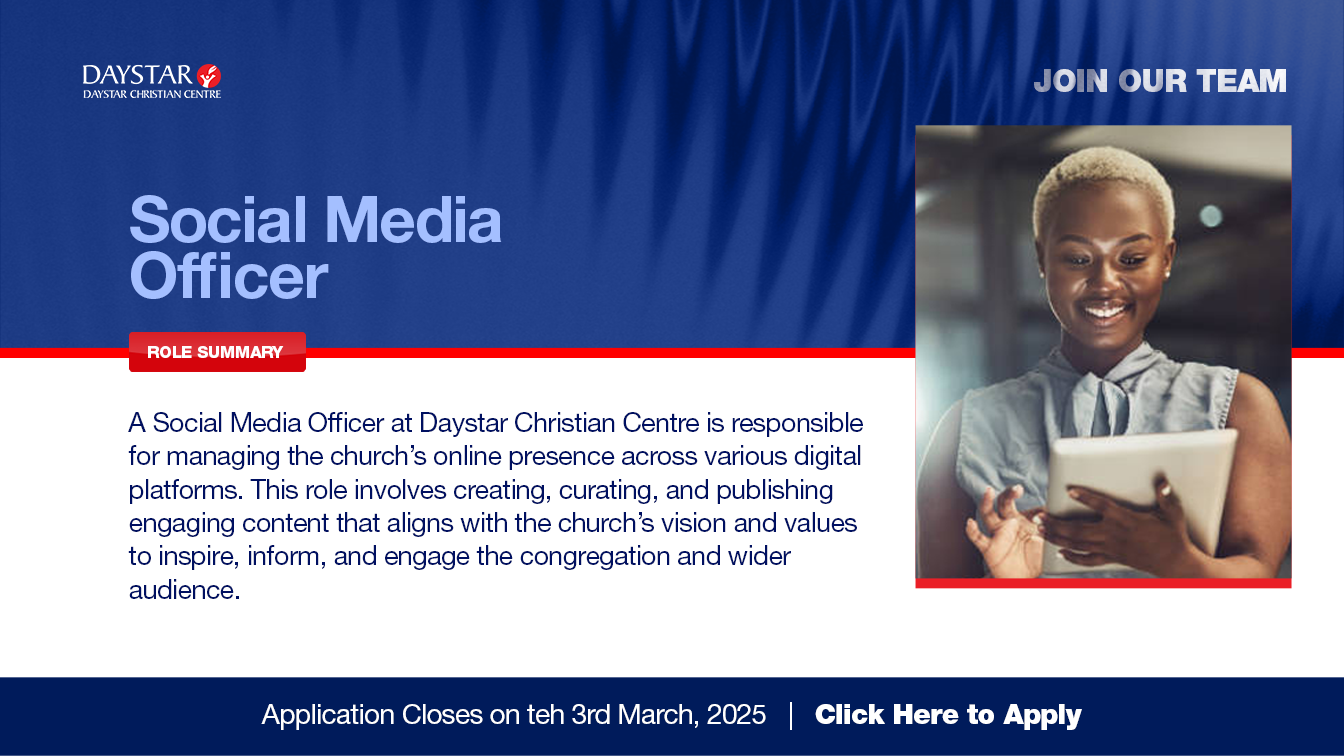 DAYSTAR
DAYSTAR CHRISTIAN CENTRE
JOIN OUR TEAM
Social Media
Officer
ROLE SUMMARY
A Social Media Officer at Daystar Christian Centre is responsible
for managing the church’s online presence across various digital
platforms. This role involves creating, curating, and publishing
engaging content that aligns with the church’s vision and values
to inspire, inform, and engage the congregation and wider
audience.
Application Closes on teh 3rd March, 2025 | Click Here to Apply